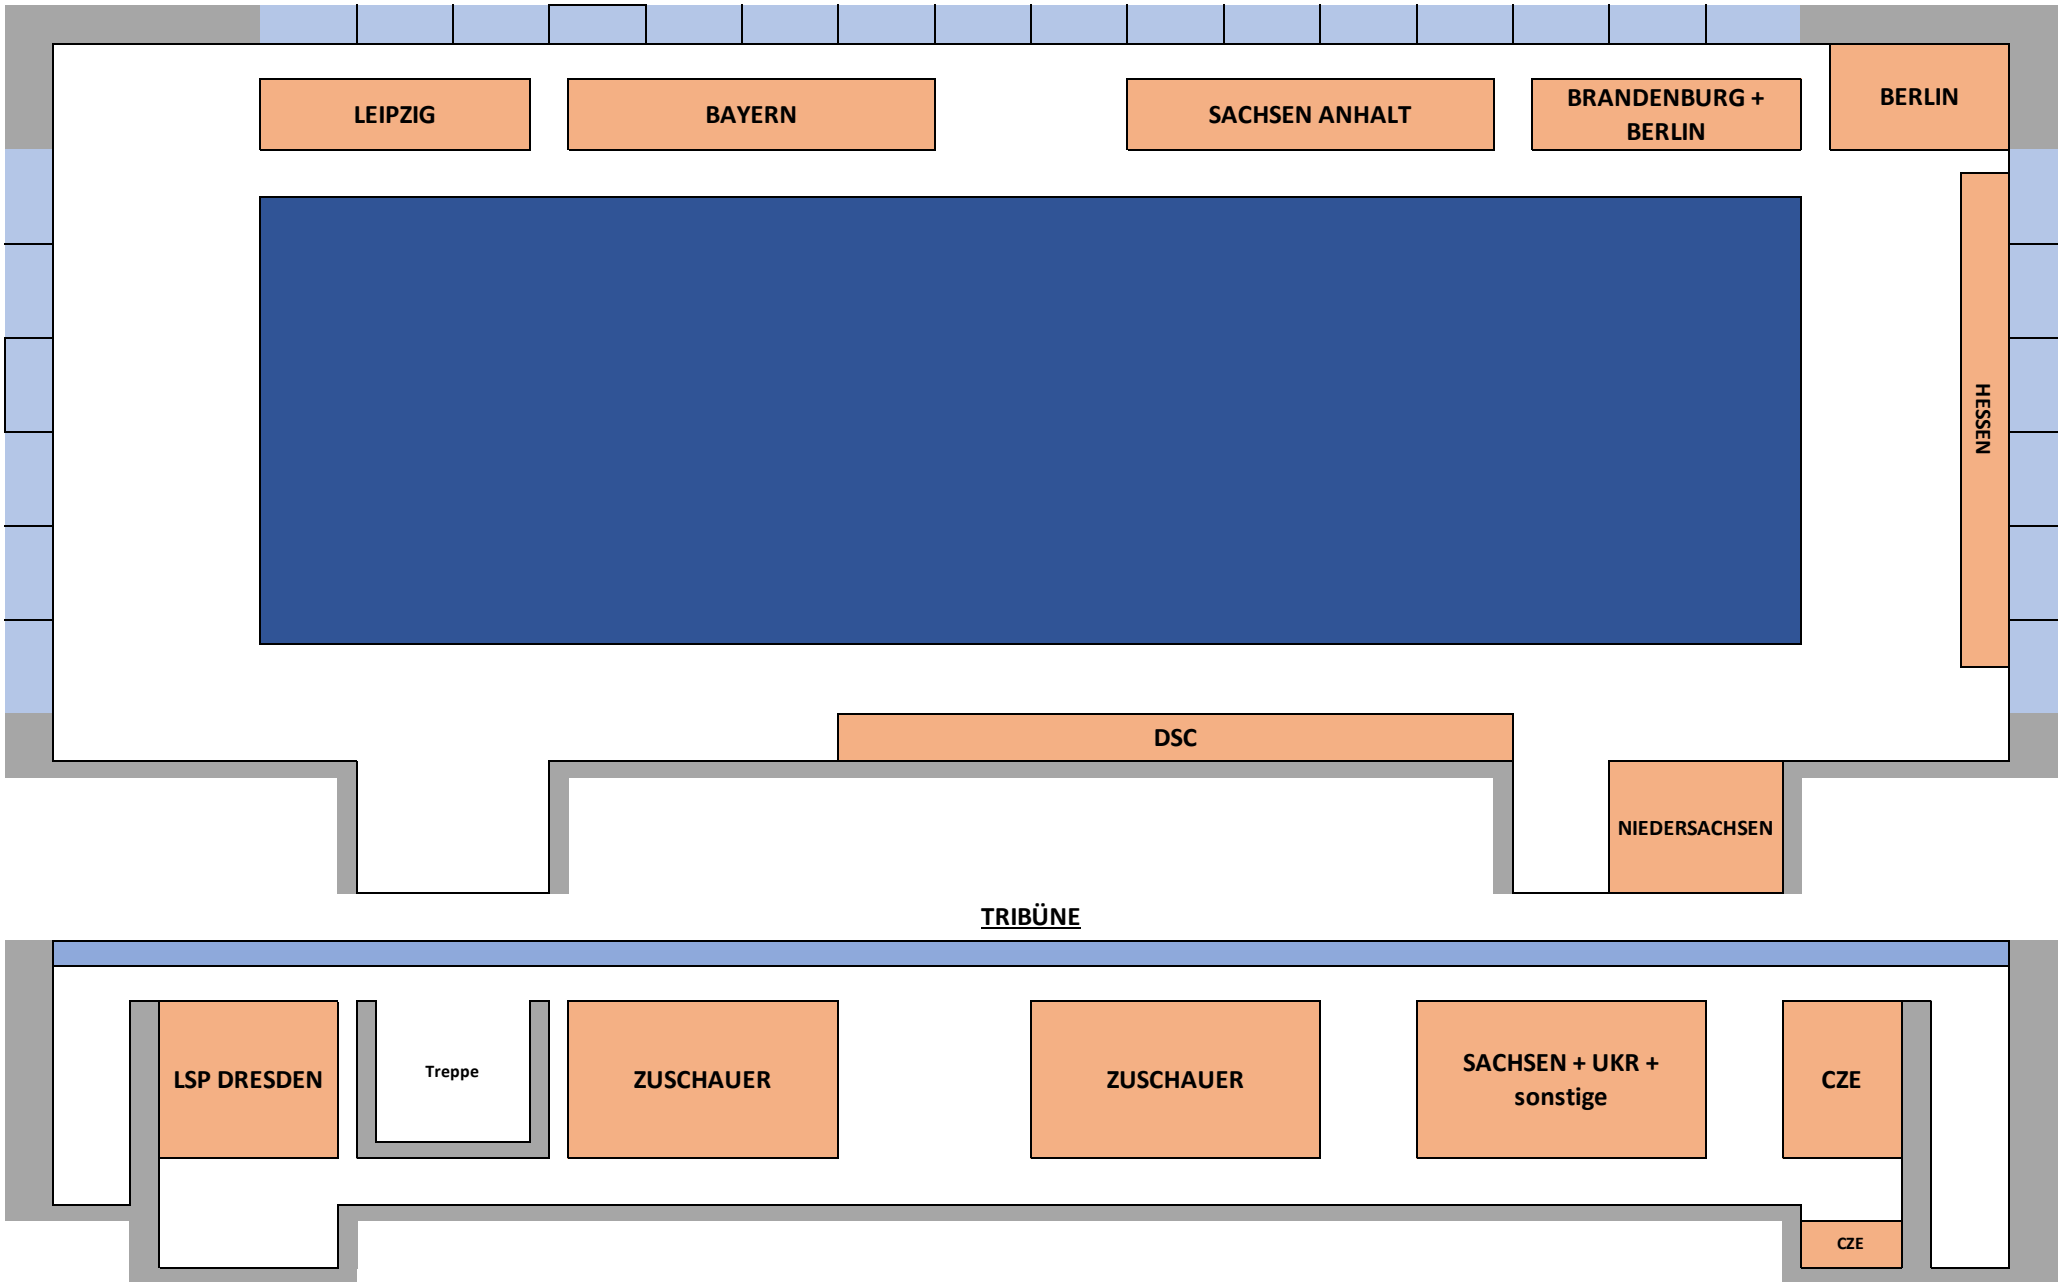 LEIPZIG
BAYERN
SACHSEN ANHALT
BRANDENBURG +
BERLIN
BERLIN
HESSEN
DSC
NIEDERSACHSEN
TRIBÜNE
LSP DRESDEN
Treppe
ZUSCHAUER
ZUSCHAUER
SACHSEN + UKR +
sonstige
CZE
CZE